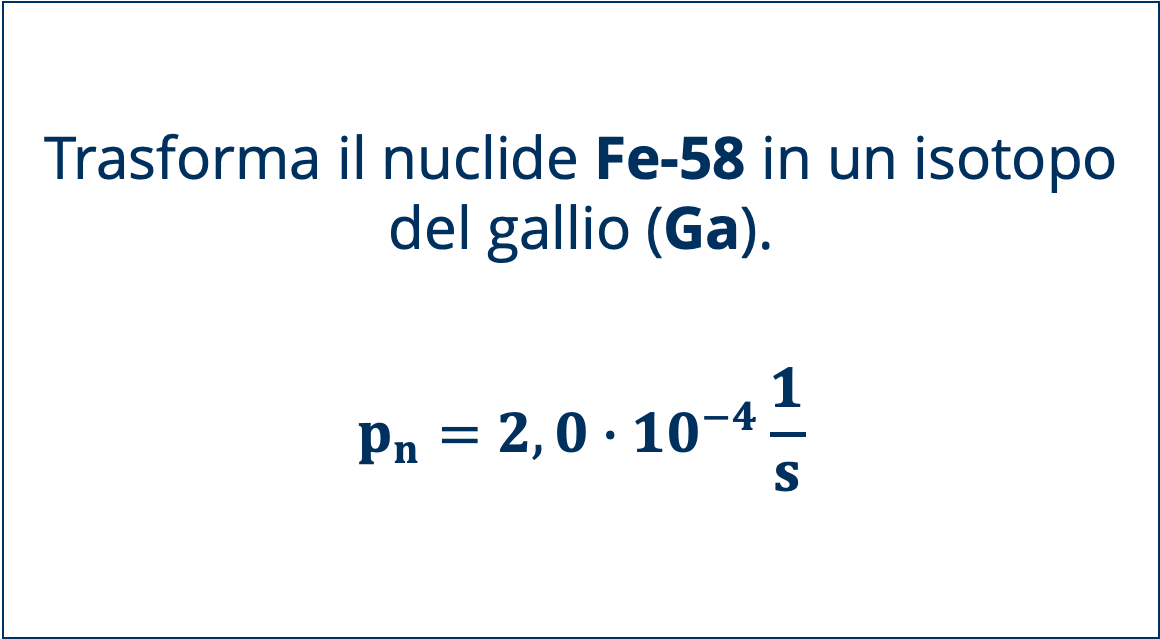 Trasforma il nuclide Fe-58 in un isotopo
del gallio (Ga).
pₙ = 2,0 · 10⁻⁴ 1/s